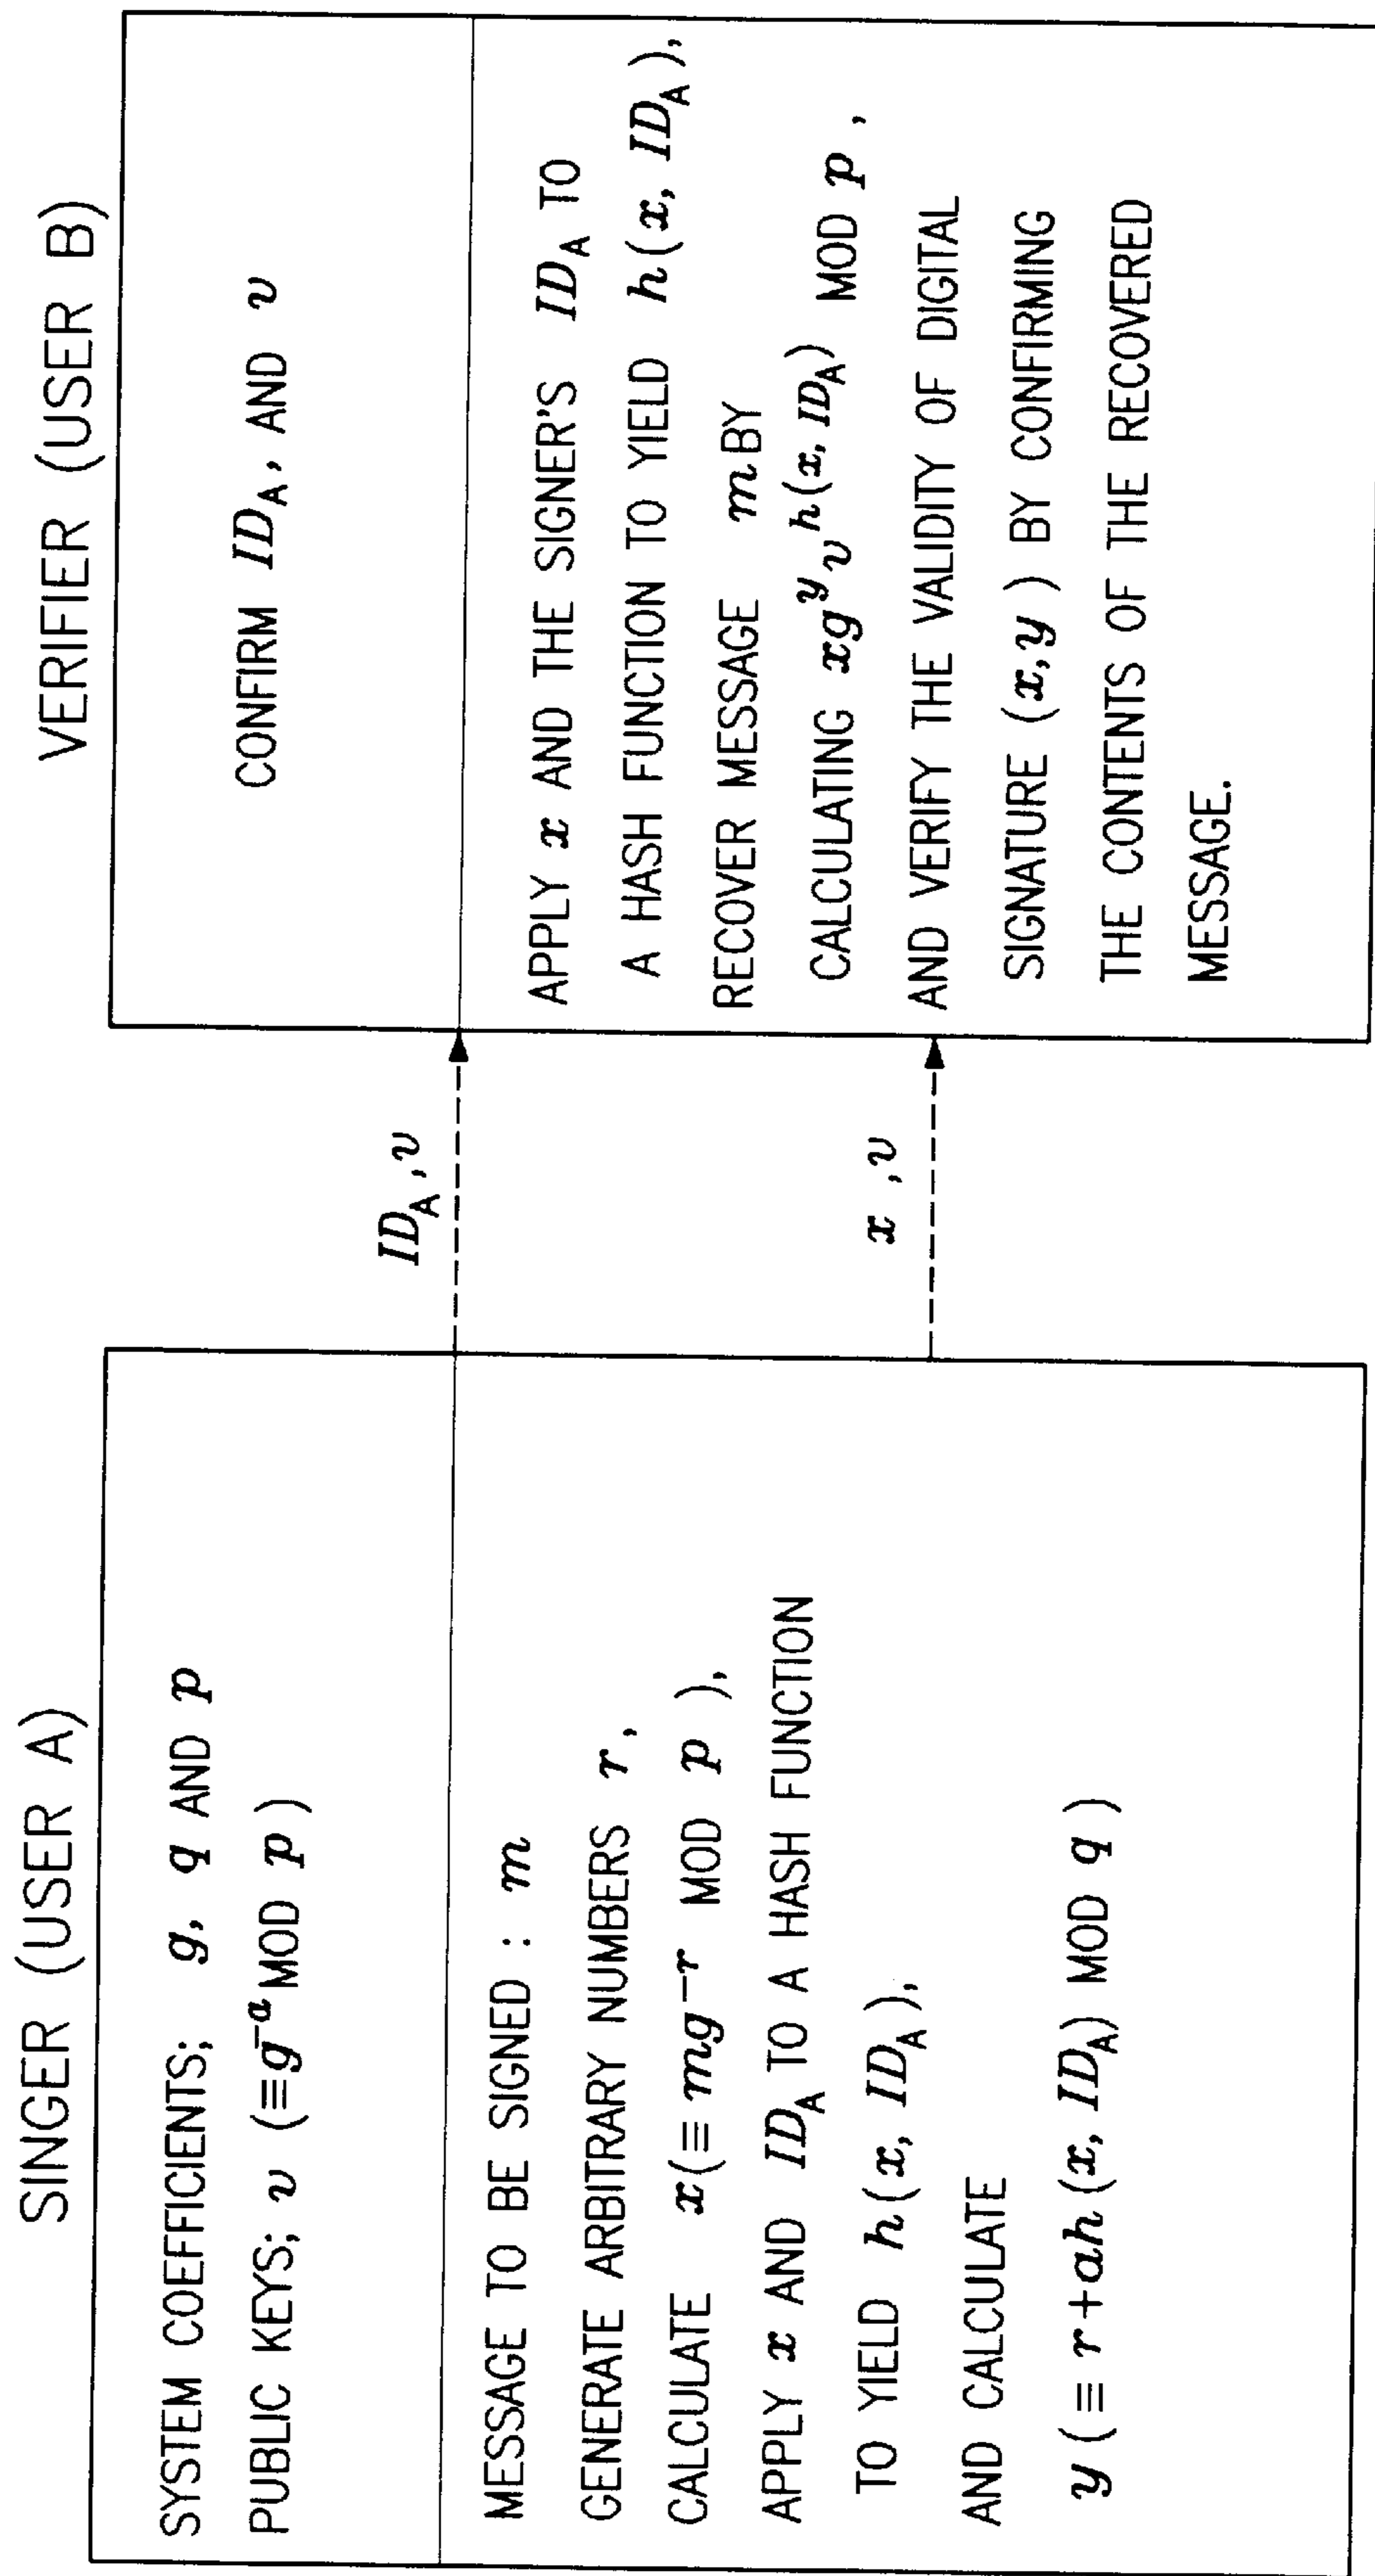 SINGER (USER A)
SYSTEM COEFFICIENTS; g, q AND p
PUBLIC KEYS; v (≡g⁻ᵃ MOD p)
MESSAGE TO BE SIGNED : m
GENERATE ARBITRARY NUMBERS r,
CALCULATE x(≡ mg⁻ʳ MOD p ),
APPLY x AND ID_A TO A HASH FUNCTION
TO YIELD h(x, ID_A),
AND CALCULATE
y (≡ r+ah(x, ID_A) MOD q )
ID_A,v
x ,v
VERIFIER (USER B)
CONFIRM ID_A, AND v
APPLY x AND THE SIGNER'S ID_A TO
A HASH FUNCTION TO YIELD h(x, ID_A),
RECOVER MESSAGE m BY
CALCULATING xg^y v^h(x, ID_A) MOD p ,
AND VERIFY THE VALIDITY OF DIGITAL
SIGNATURE (x,y ) BY CONFIRMING
THE CONTENTS OF THE RECOVERED
MESSAGE.